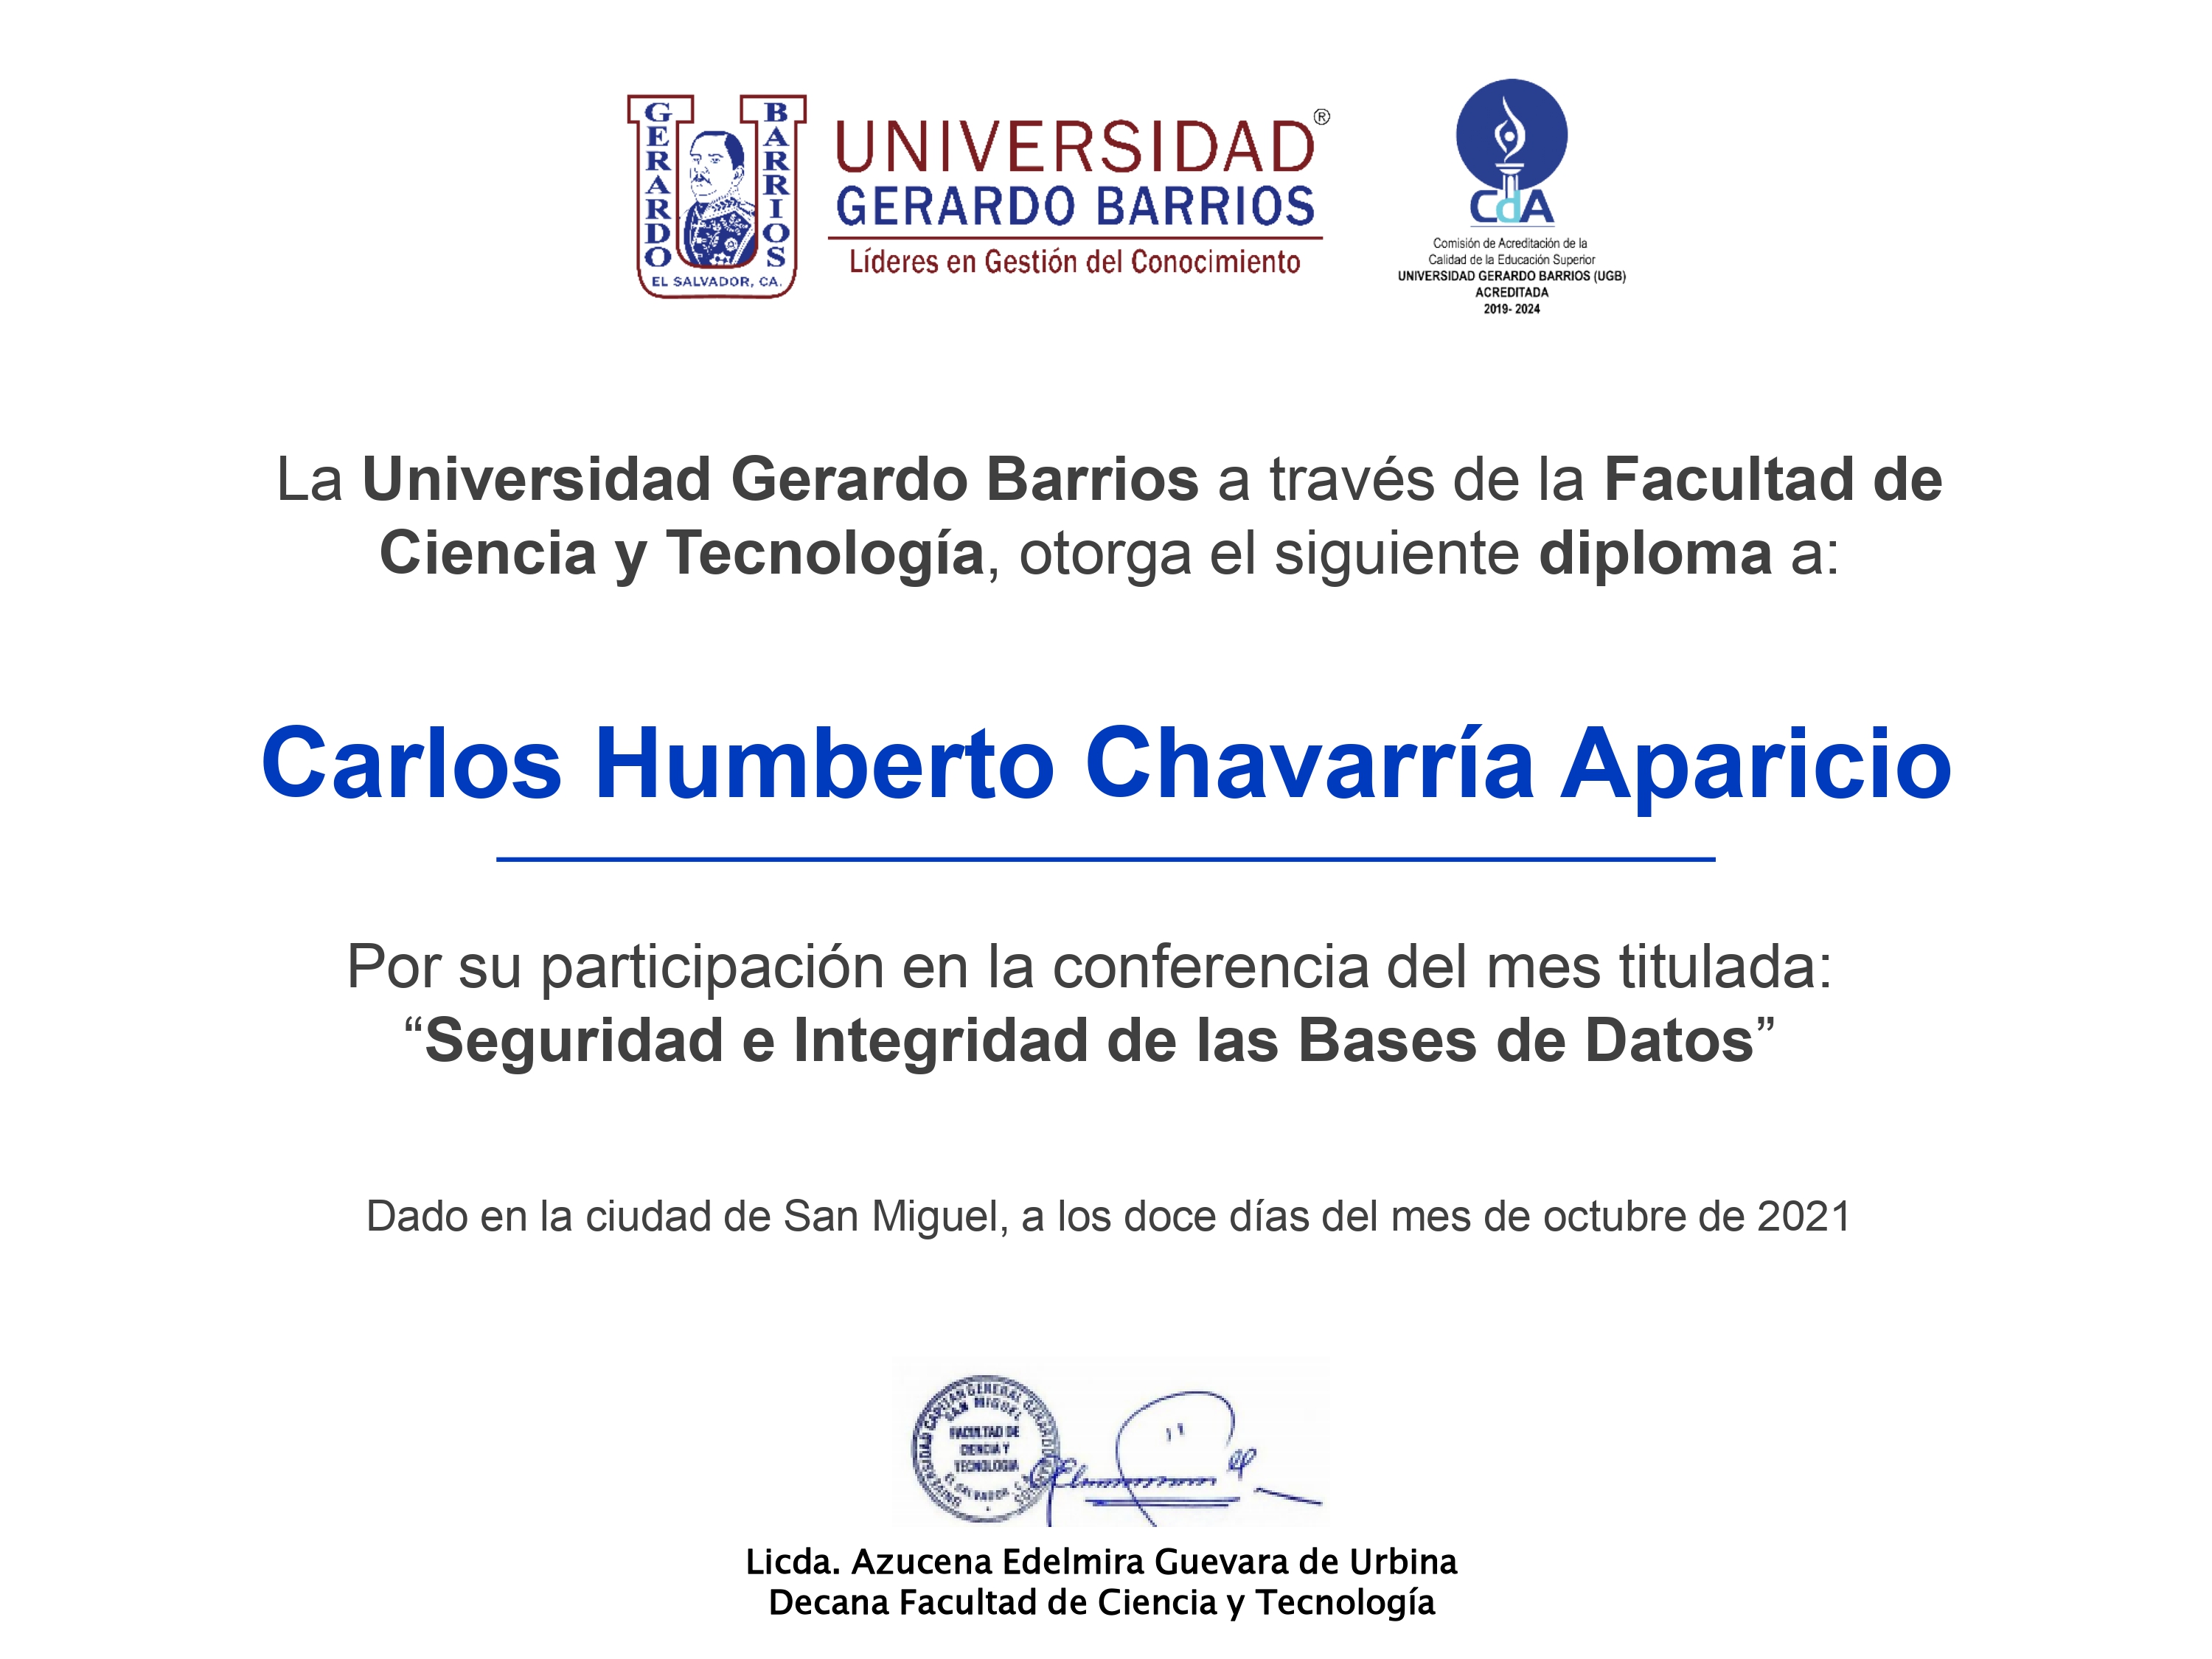 GERARDO BARRIOS
EL SALVADOR, CA.
UNIVERSIDAD®
GERARDO BARRIOS
Líderes en Gestión del Conocimiento
CdA
Comisión de Acreditación de la
Calidad de la Educación Superior
UNIVERSIDAD GERARDO BARRIOS (UGB)
ACREDITADA
2019- 2024
La Universidad Gerardo Barrios a través de la Facultad de
Ciencia y Tecnología, otorga el siguiente diploma a:
Carlos Humberto Chavarría Aparicio
Por su participación en la conferencia del mes titulada:
“Seguridad e Integridad de las Bases de Datos”
Dado en la ciudad de San Miguel, a los doce días del mes de octubre de 2021
UNIVERSIDAD CAPITAN GENERAL GERARDO BARRIOS
SAN MIGUEL
FACULTAD DE
CIENCIA Y
TECNOLOGIA
EL SALVADOR, C.A.
Licda. Azucena Edelmira Guevara de Urbina
Decana Facultad de Ciencia y Tecnología